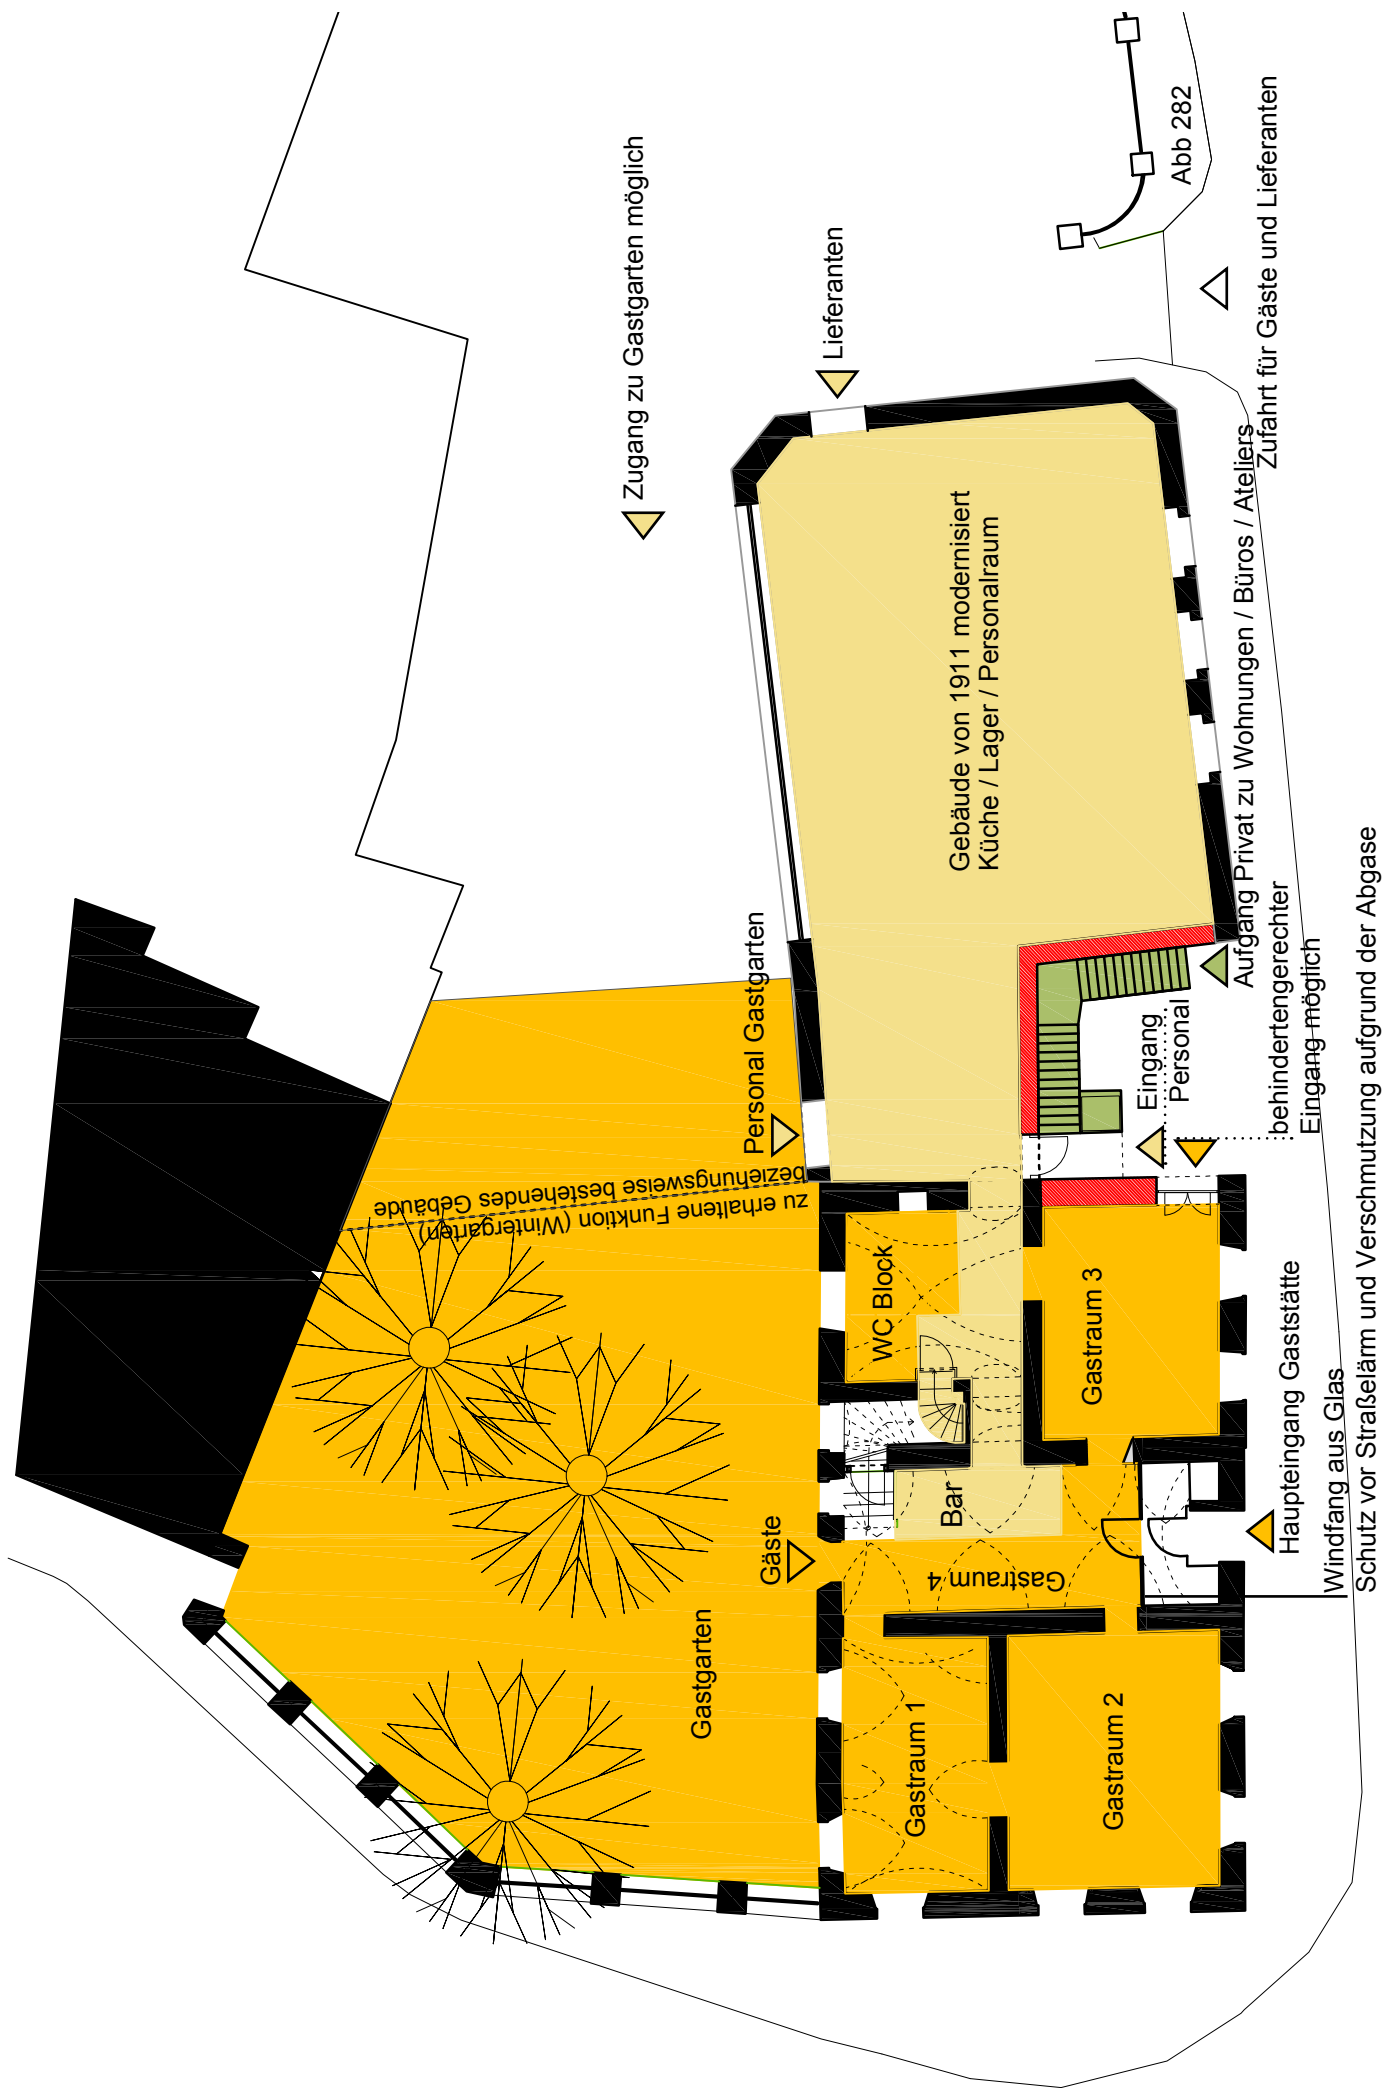 Zugang zu Gastgarten möglich
Lieferanten
Abb 282
Zufahrt für Gäste und Lieferanten
Gebäude von 1911 modernisiert
Küche / Lager / Personalraum
Aufgang Privat zu Wohnungen / Büros / Ateliers
Personal Gastgarten
Eingang
Personal
behindertengerechter
Eingang möglich
zu erhaltene Funktion (Wintergarten)
beziehungsweise bestehendes Gebäude
WC Block
Gastraum 3
Bar
Gäste
Gastraum 4
Gastgarten
Gastraum 1
Gastraum 2
Haupteingang Gaststätte
Windfang aus Glas
Schutz vor Straßelärm und Verschmutzung aufgrund der Abgase